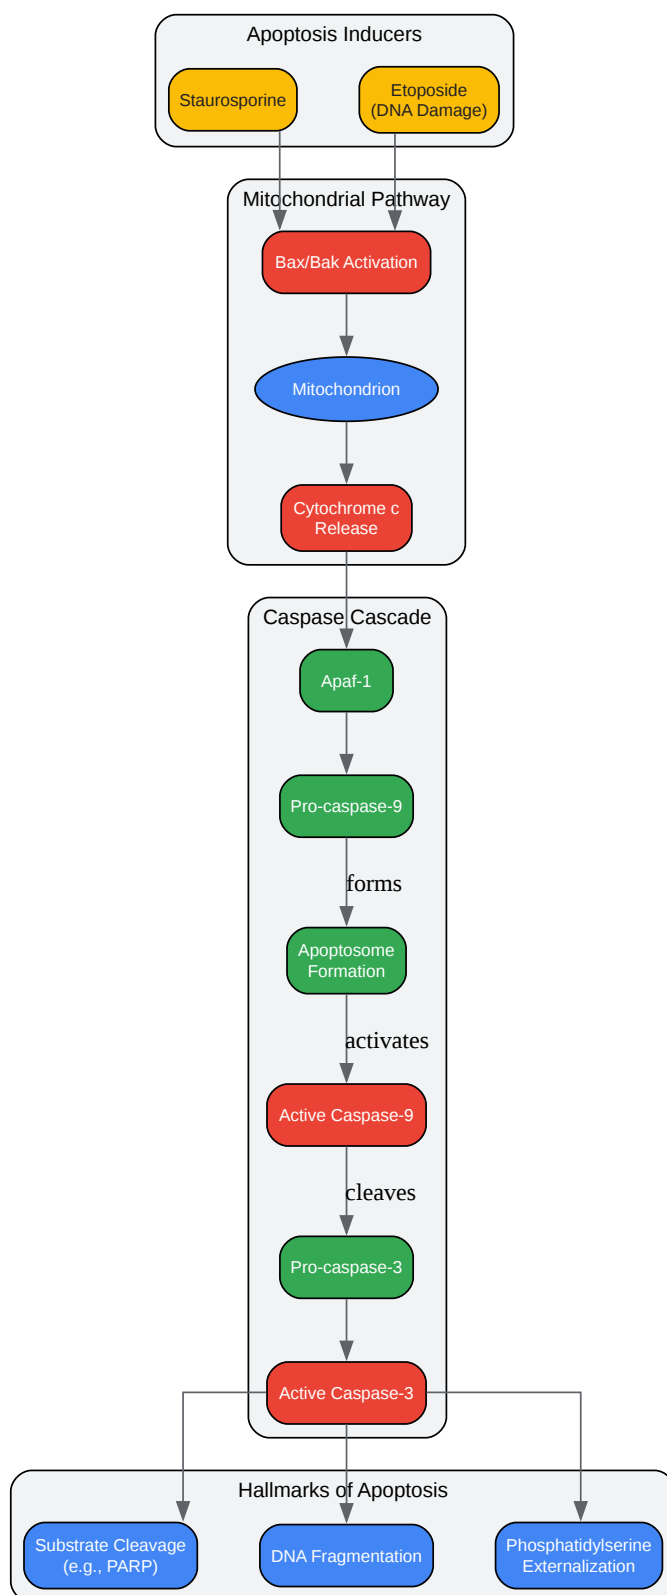 Apoptosis Inducers
Staurosporine
Etoposide
(DNA Damage)
Mitochondrial Pathway
Bax/Bak Activation
Mitochondrion
Cytochrome c
Release
Caspase Cascade
Apaf-1
Pro-caspase-9
forms
Apoptosome
Formation
activates
Active Caspase-9
cleaves
Pro-caspase-3
Active Caspase-3
Hallmarks of Apoptosis
Substrate Cleavage
(e.g., PARP)
DNA Fragmentation
Phosphatidylserine
Externalization